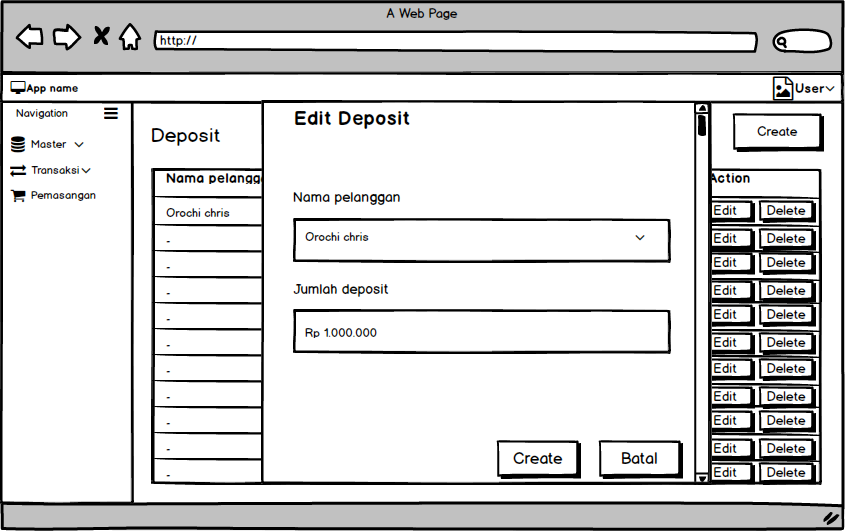 A Web Page
http://
App name
User
Navigation
Master
Transaksi
Pemasangan
Deposit
Create
Nama pelangga
Action
Orochi chris
Edit Delete
-
Edit Delete
-
Edit Delete
-
Edit Delete
-
Edit Delete
-
Edit Delete
-
Edit Delete
-
Edit Delete
-
Edit Delete
-
Edit Delete
-
Edit Delete
Edit Deposit
Nama pelanggan
Orochi chris
Jumlah deposit
Rp 1.000.000
Create Batal